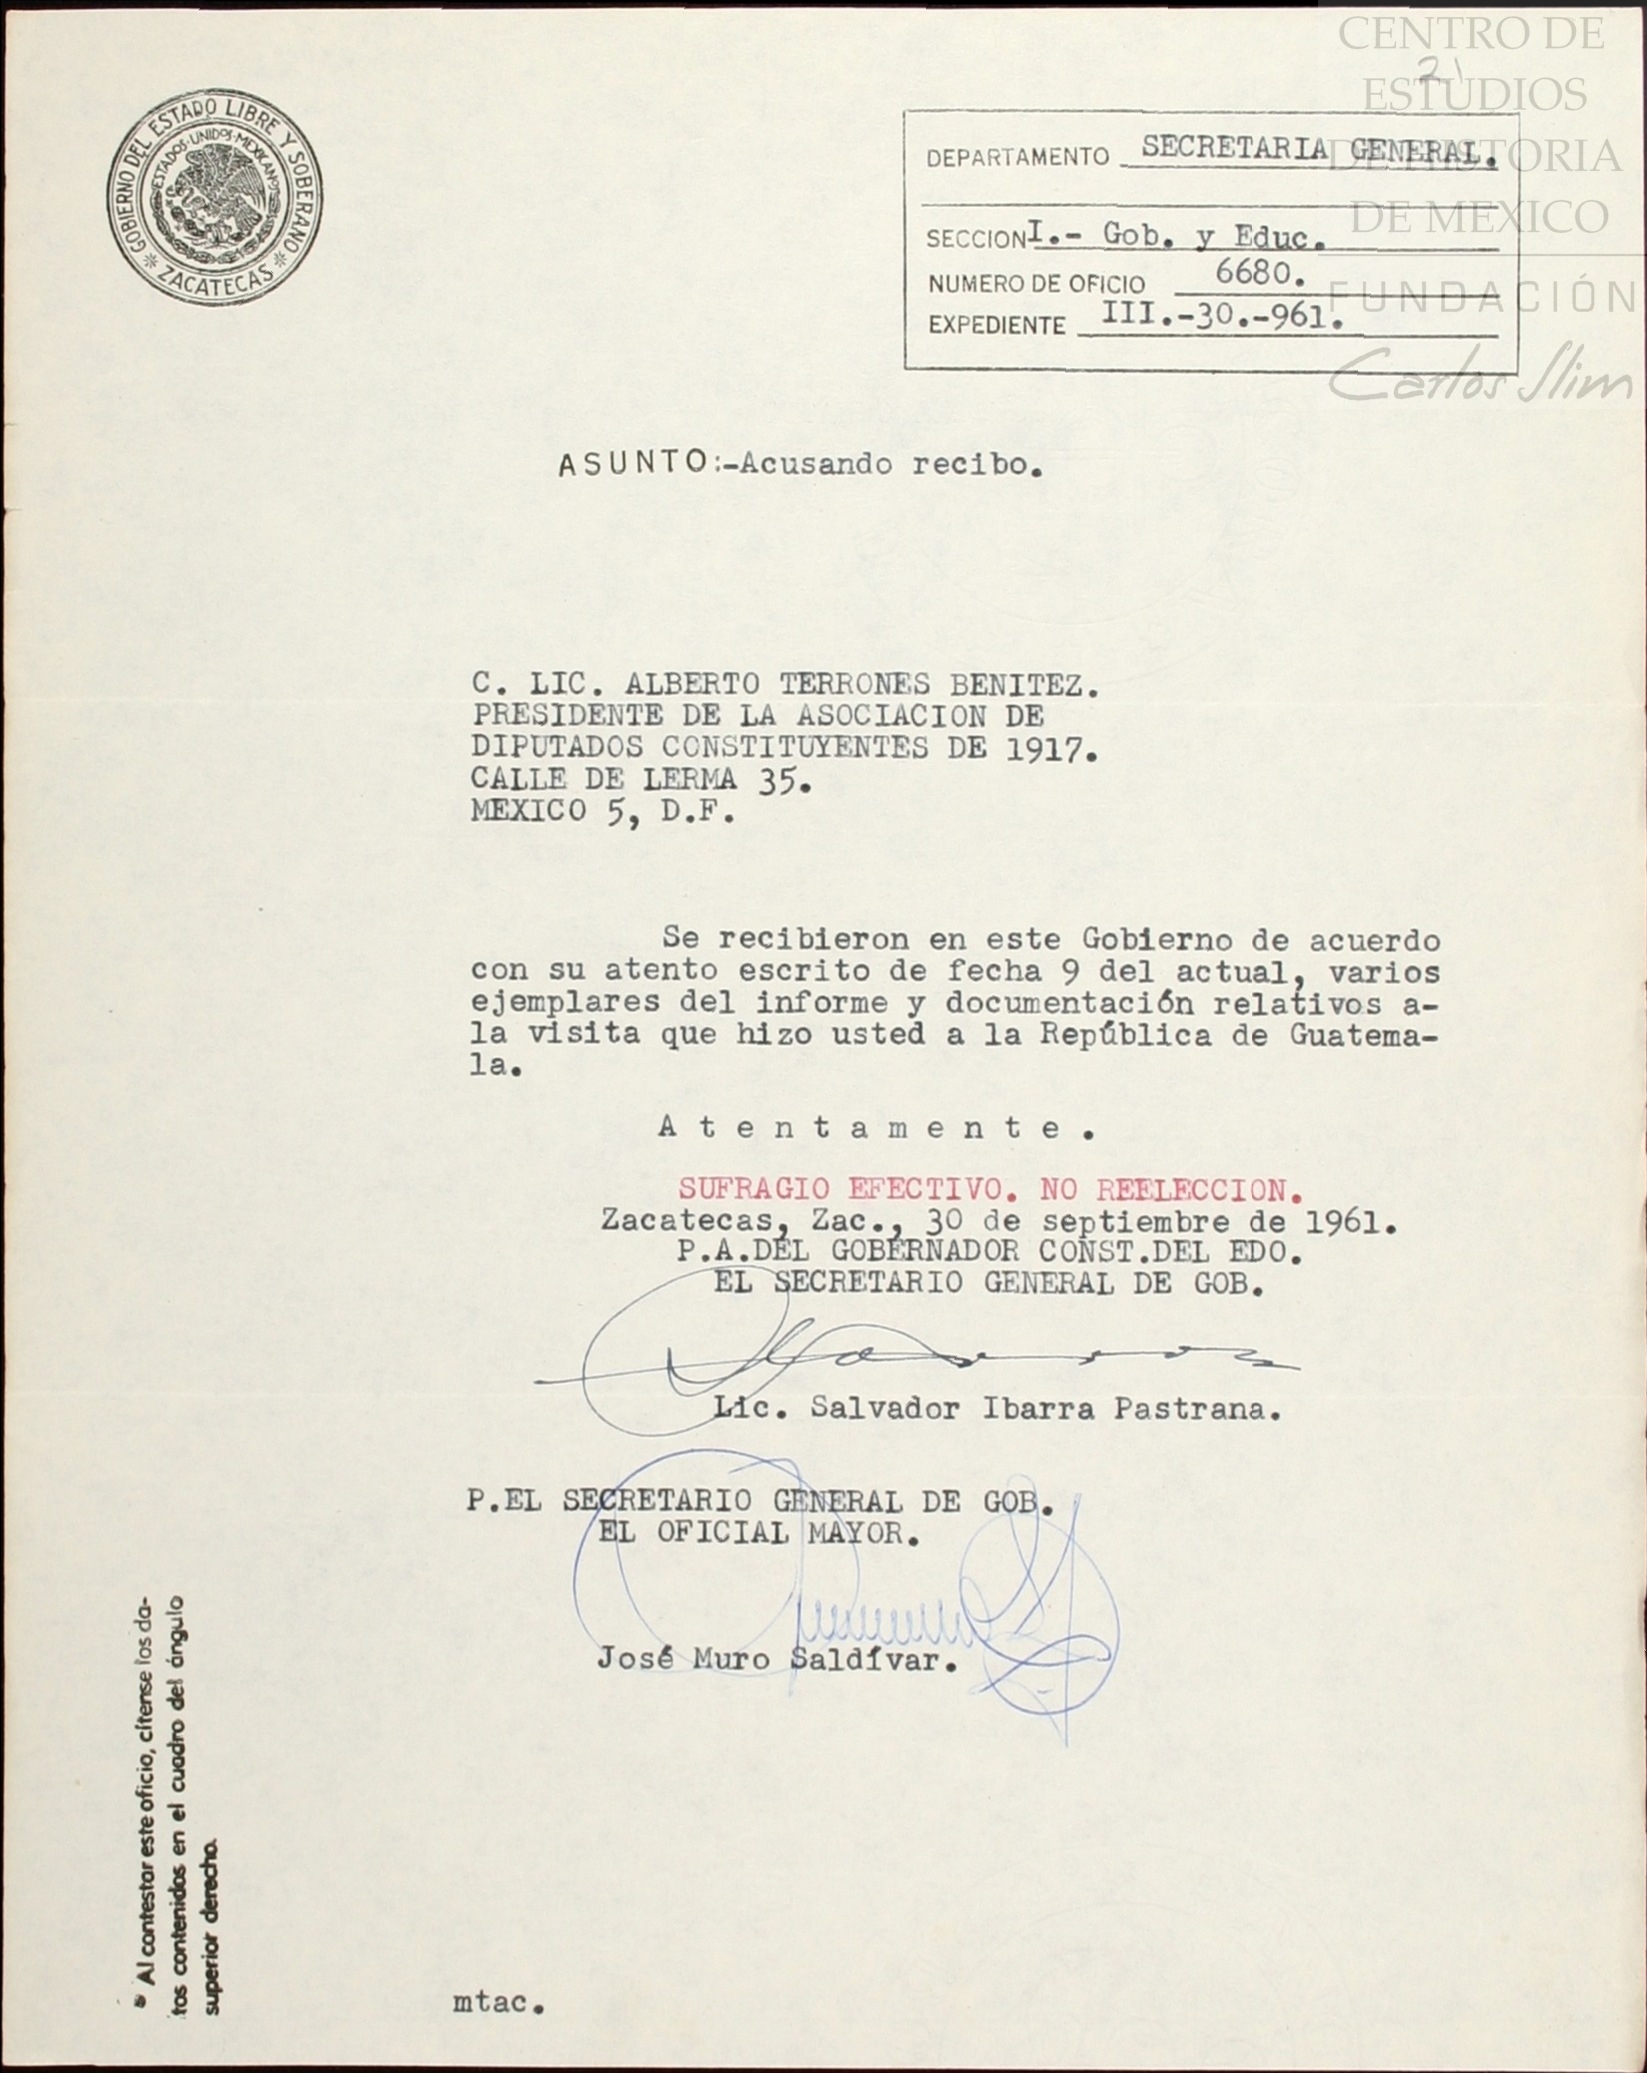 CENTRO DE
ESTUDIOS
DE HISTORIA
DE MEXICO
FUNDACIÓN
Carlos Slim
21
GOBIERNO DEL ESTADO LIBRE Y SOBERANO
ESTADOS UNIDOS MEXICANOS
* ZACATECAS *
DEPARTAMENTO SECRETARIA GENERAL.
SECCION I.- Gob. y Educ.
NUMERO DE OFICIO 6680.
EXPEDIENTE III.-30.-961.
ASUNTO:-Acusando recibo.
C. LIC. ALBERTO TERRONES BENITEZ.
PRESIDENTE DE LA ASOCIACION DE
DIPUTADOS CONSTITUYENTES DE 1917.
CALLE DE LERMA 35.
MEXICO 5, D.F.
Se recibieron en este Gobierno de acuerdo
con su atento escrito de fecha 9 del actual, varios
ejemplares del informe y documentación relativos a-
la visita que hizo usted a la República de Guatema-
la.
A t e n t a m e n t e .
SUFRAGIO EFECTIVO. NO REELECCION.
Zacatecas, Zac., 30 de septiembre de 1961.
P.A.DEL GOBERNADOR CONST.DEL EDO.
EL SECRETARIO GENERAL DE GOB.
Lic. Salvador Ibarra Pastrana.
P.EL SECRETARIO GENERAL DE GOB.
EL OFICIAL MAYOR.
José Muro Saldívar.
* Al contestar este oficio, cítense los da-
tos contenidos en el cuadro del ángulo
superior derecho.
mtac.